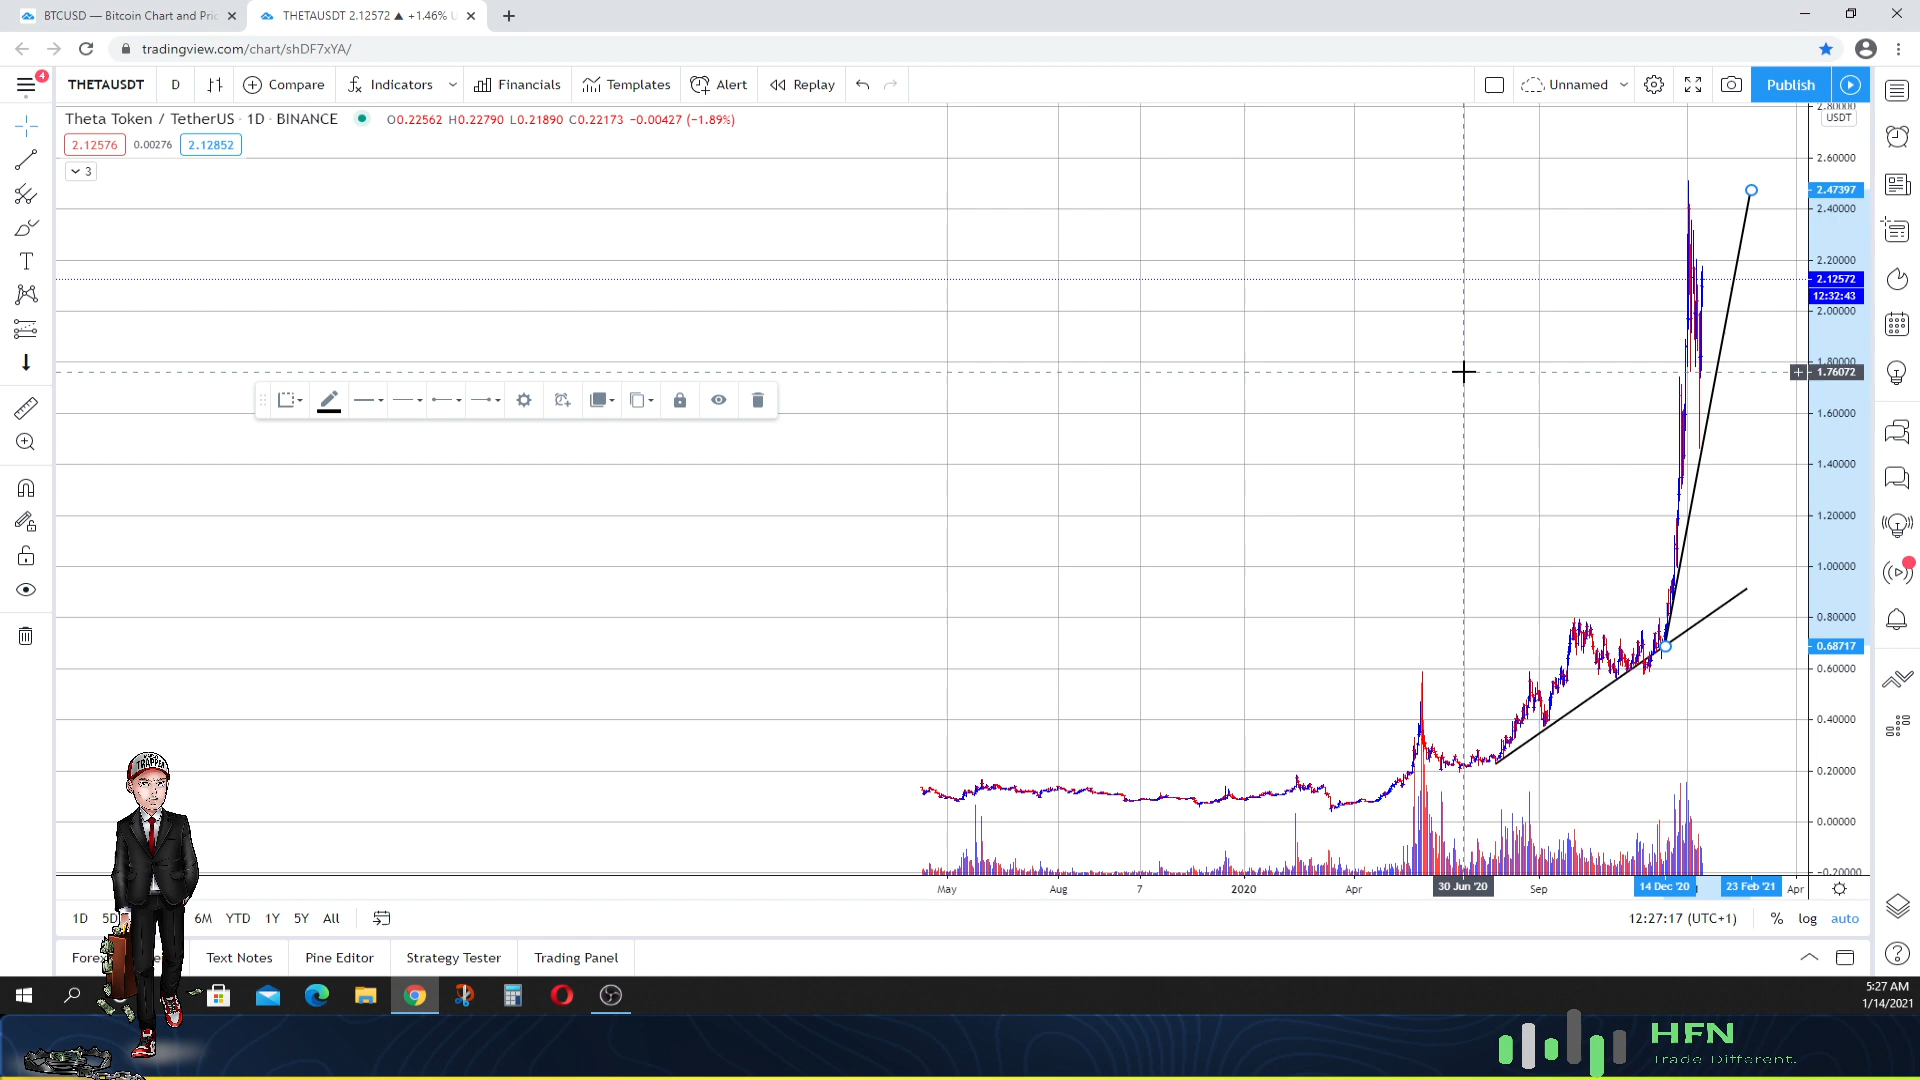 BTCUSD — Bitcoin Chart and Pric
THETAUSDT 2.12572 ▲ +1.46% U
tradingview.com/chart/shDF7xYA/
4
THETAUSDT D Compare Indicators Financials Templates Alert Replay Unnamed Publish
Theta Token / TetherUS · 1D · BINANCE O0.22562 H0.22790 L0.21890 C0.22173 −0.00427 (−1.89%)
2.12576 0.00276 2.12852
3
2.80000
USDT
2.60000
2.47397
2.40000
2.20000
2.12572
12:32:43
2.00000
1.80000
1.76072
1.60000
1.40000
1.20000
1.00000
0.80000
0.68717
0.60000
0.40000
0.20000
0.00000
-0.20000
May Aug 7 2020 Apr 30 Jun '20 Sep 14 Dec '20 23 Feb '21 Apr
1D 5D 6M YTD 1Y 5Y All
12:27:17 (UTC+1) % log auto
Text Notes Pine Editor Strategy Tester Trading Panel
TRAPPER
5:27 AM
1/14/2021
HFN
Trade Different.